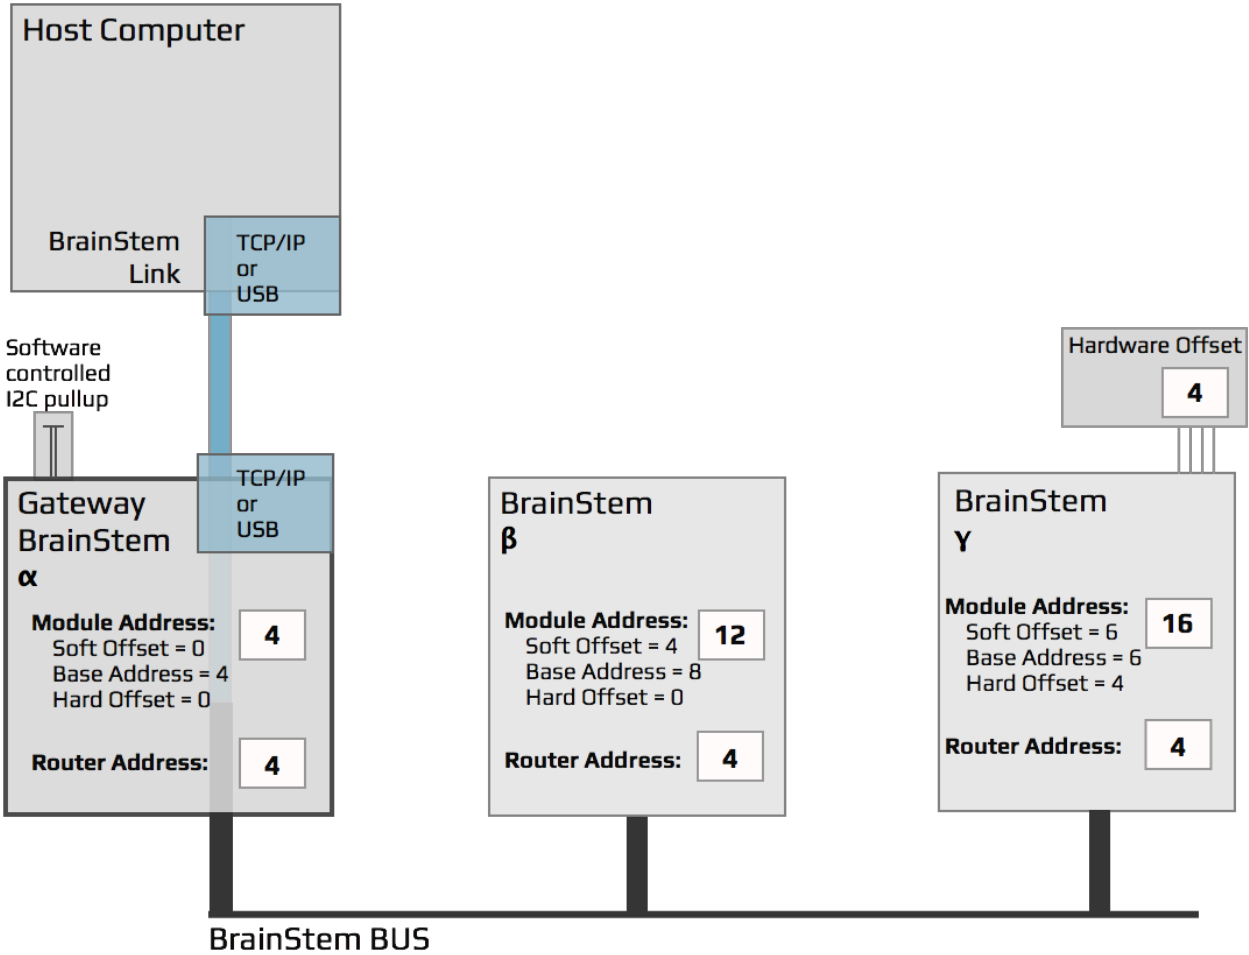 Host Computer
BrainStem
Link
TCP/IP
or
USB
Software
controlled
I2C pullup
Hardware Offset
4
TCP/IP
or
USB
Gateway
BrainStem
α
Module Address:
4
Soft Offset = 0
Base Address = 4
Hard Offset = 0
Router Address:
4
BrainStem
β
Module Address:
12
Soft Offset = 4
Base Address = 8
Hard Offset = 0
Router Address:
4
BrainStem
γ
Module Address:
16
Soft Offset = 6
Base Address = 6
Hard Offset = 4
Router Address:
4
BrainStem BUS